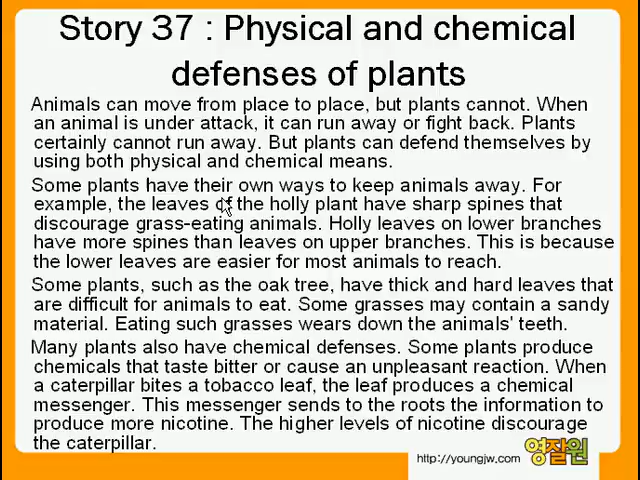 Story 37 : Physical and chemical
defenses of plants
Animals can move from place to place, but plants cannot. When
an animal is under attack, it can run away or fight back. Plants
certainly cannot run away. But plants can defend themselves by
using both physical and chemical means.
Some plants have their own ways to keep animals away. For
example, the leaves of the holly plant have sharp spines that
discourage grass-eating animals. Holly leaves on lower branches
have more spines than leaves on upper branches. This is because
the lower leaves are easier for most animals to reach.
Some plants, such as the oak tree, have thick and hard leaves that
are difficult for animals to eat. Some grasses may contain a sandy
material. Eating such grasses wears down the animals' teeth.
Many plants also have chemical defenses. Some plants produce
chemicals that taste bitter or cause an unpleasant reaction. When
a caterpillar bites a tobacco leaf, the leaf produces a chemical
messenger. This messenger sends to the roots the information to
produce more nicotine. The higher levels of nicotine discourage
the caterpillar.
http://youngjw.com 영잘원